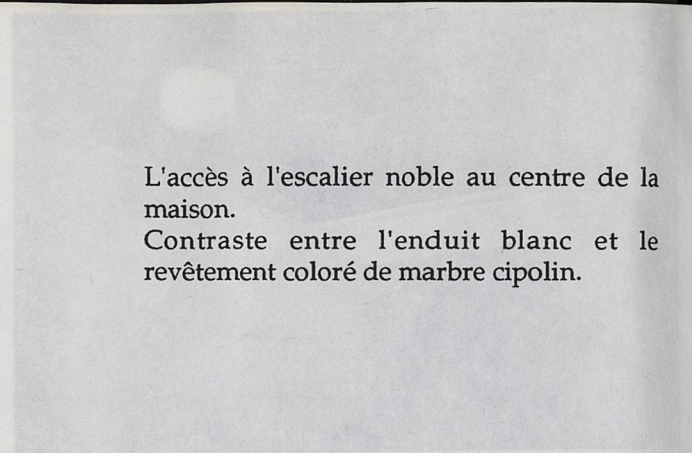 L'accès à l'escalier noble au centre de la
maison.
Contraste entre l'enduit blanc et le
revêtement coloré de marbre cipolin.